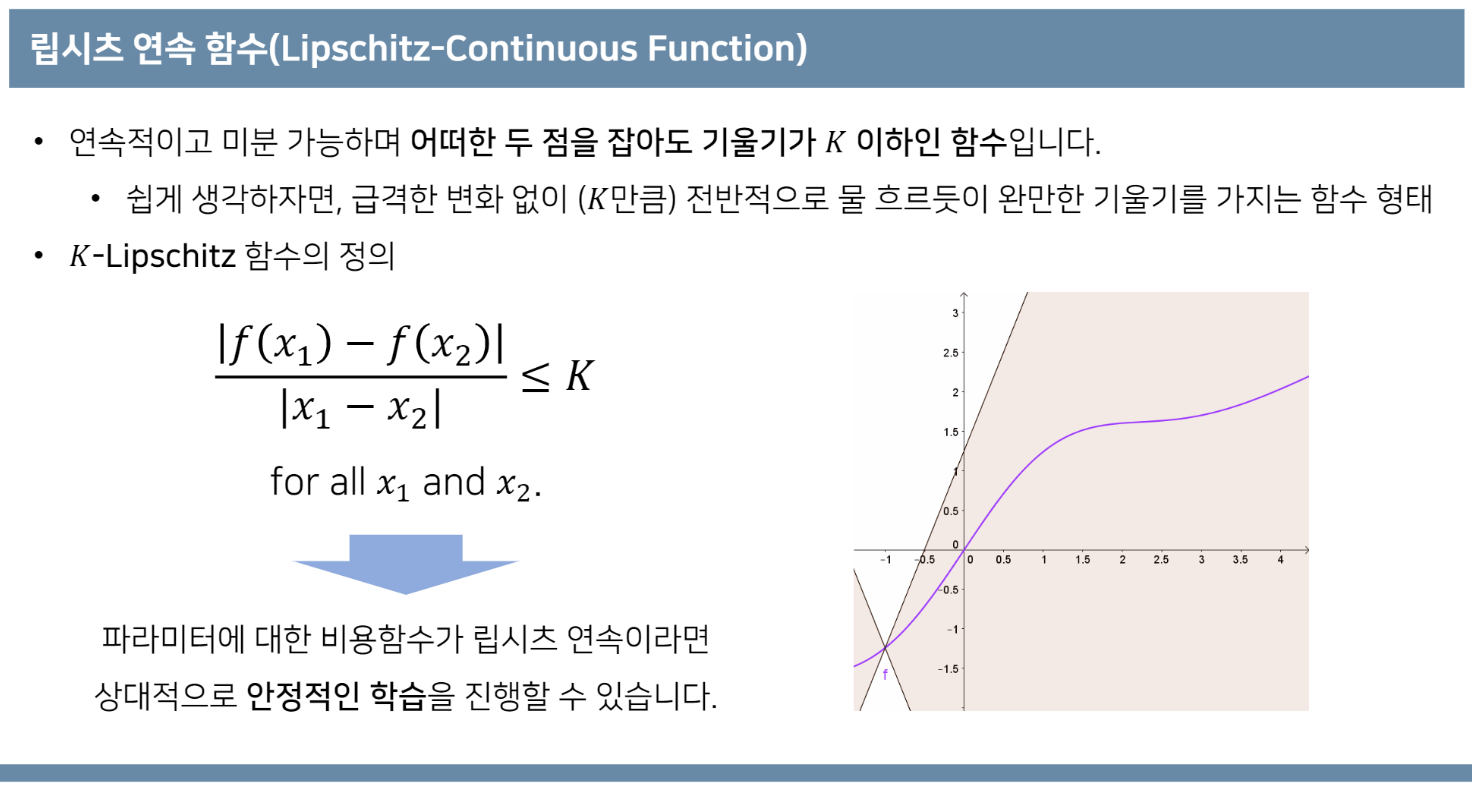 립시츠 연속 함수(Lipschitz-Continuous Function)
• 연속적이고 미분 가능하며 어떠한 두 점을 잡아도 기울기가 K 이하인 함수입니다.
• 쉽게 생각하자면, 급격한 변화 없이 (K만큼) 전반적으로 물 흐르듯이 완만한 기울기를 가지는 함수 형태
• K-Lipschitz 함수의 정의
|f(x₁) − f(x₂)|
|x₁ − x₂|
≤ K
for all x₁ and x₂.
파라미터에 대한 비용함수가 립시츠 연속이라면
상대적으로 안정적인 학습을 진행할 수 있습니다.
3
2.5
2
1.5
1
0.5
0
-1 -0.5 0 0.5 1 1.5 2 2.5 3 3.5 4
-0.5
-1
-1.5
f